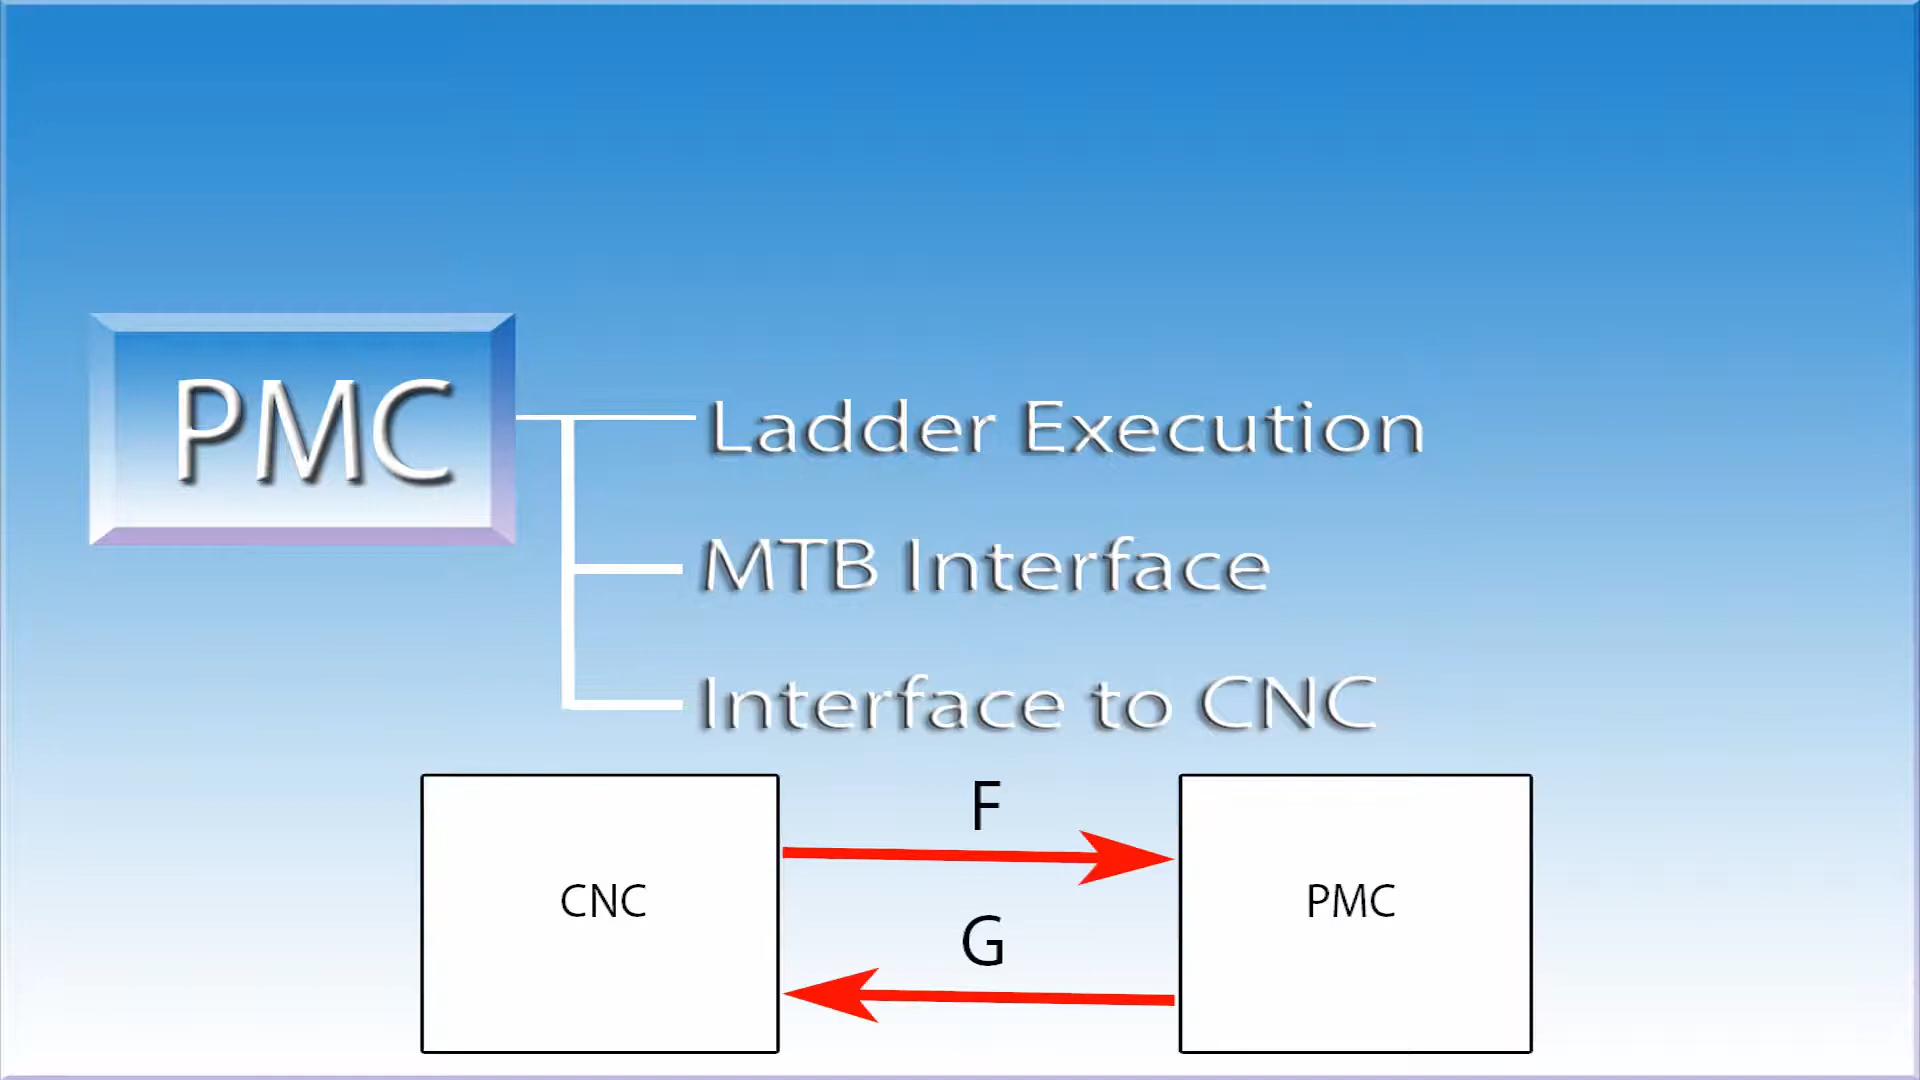 PMC
Ladder Execution
MTB Interface
Interface to CNC
F
CNC
PMC
G